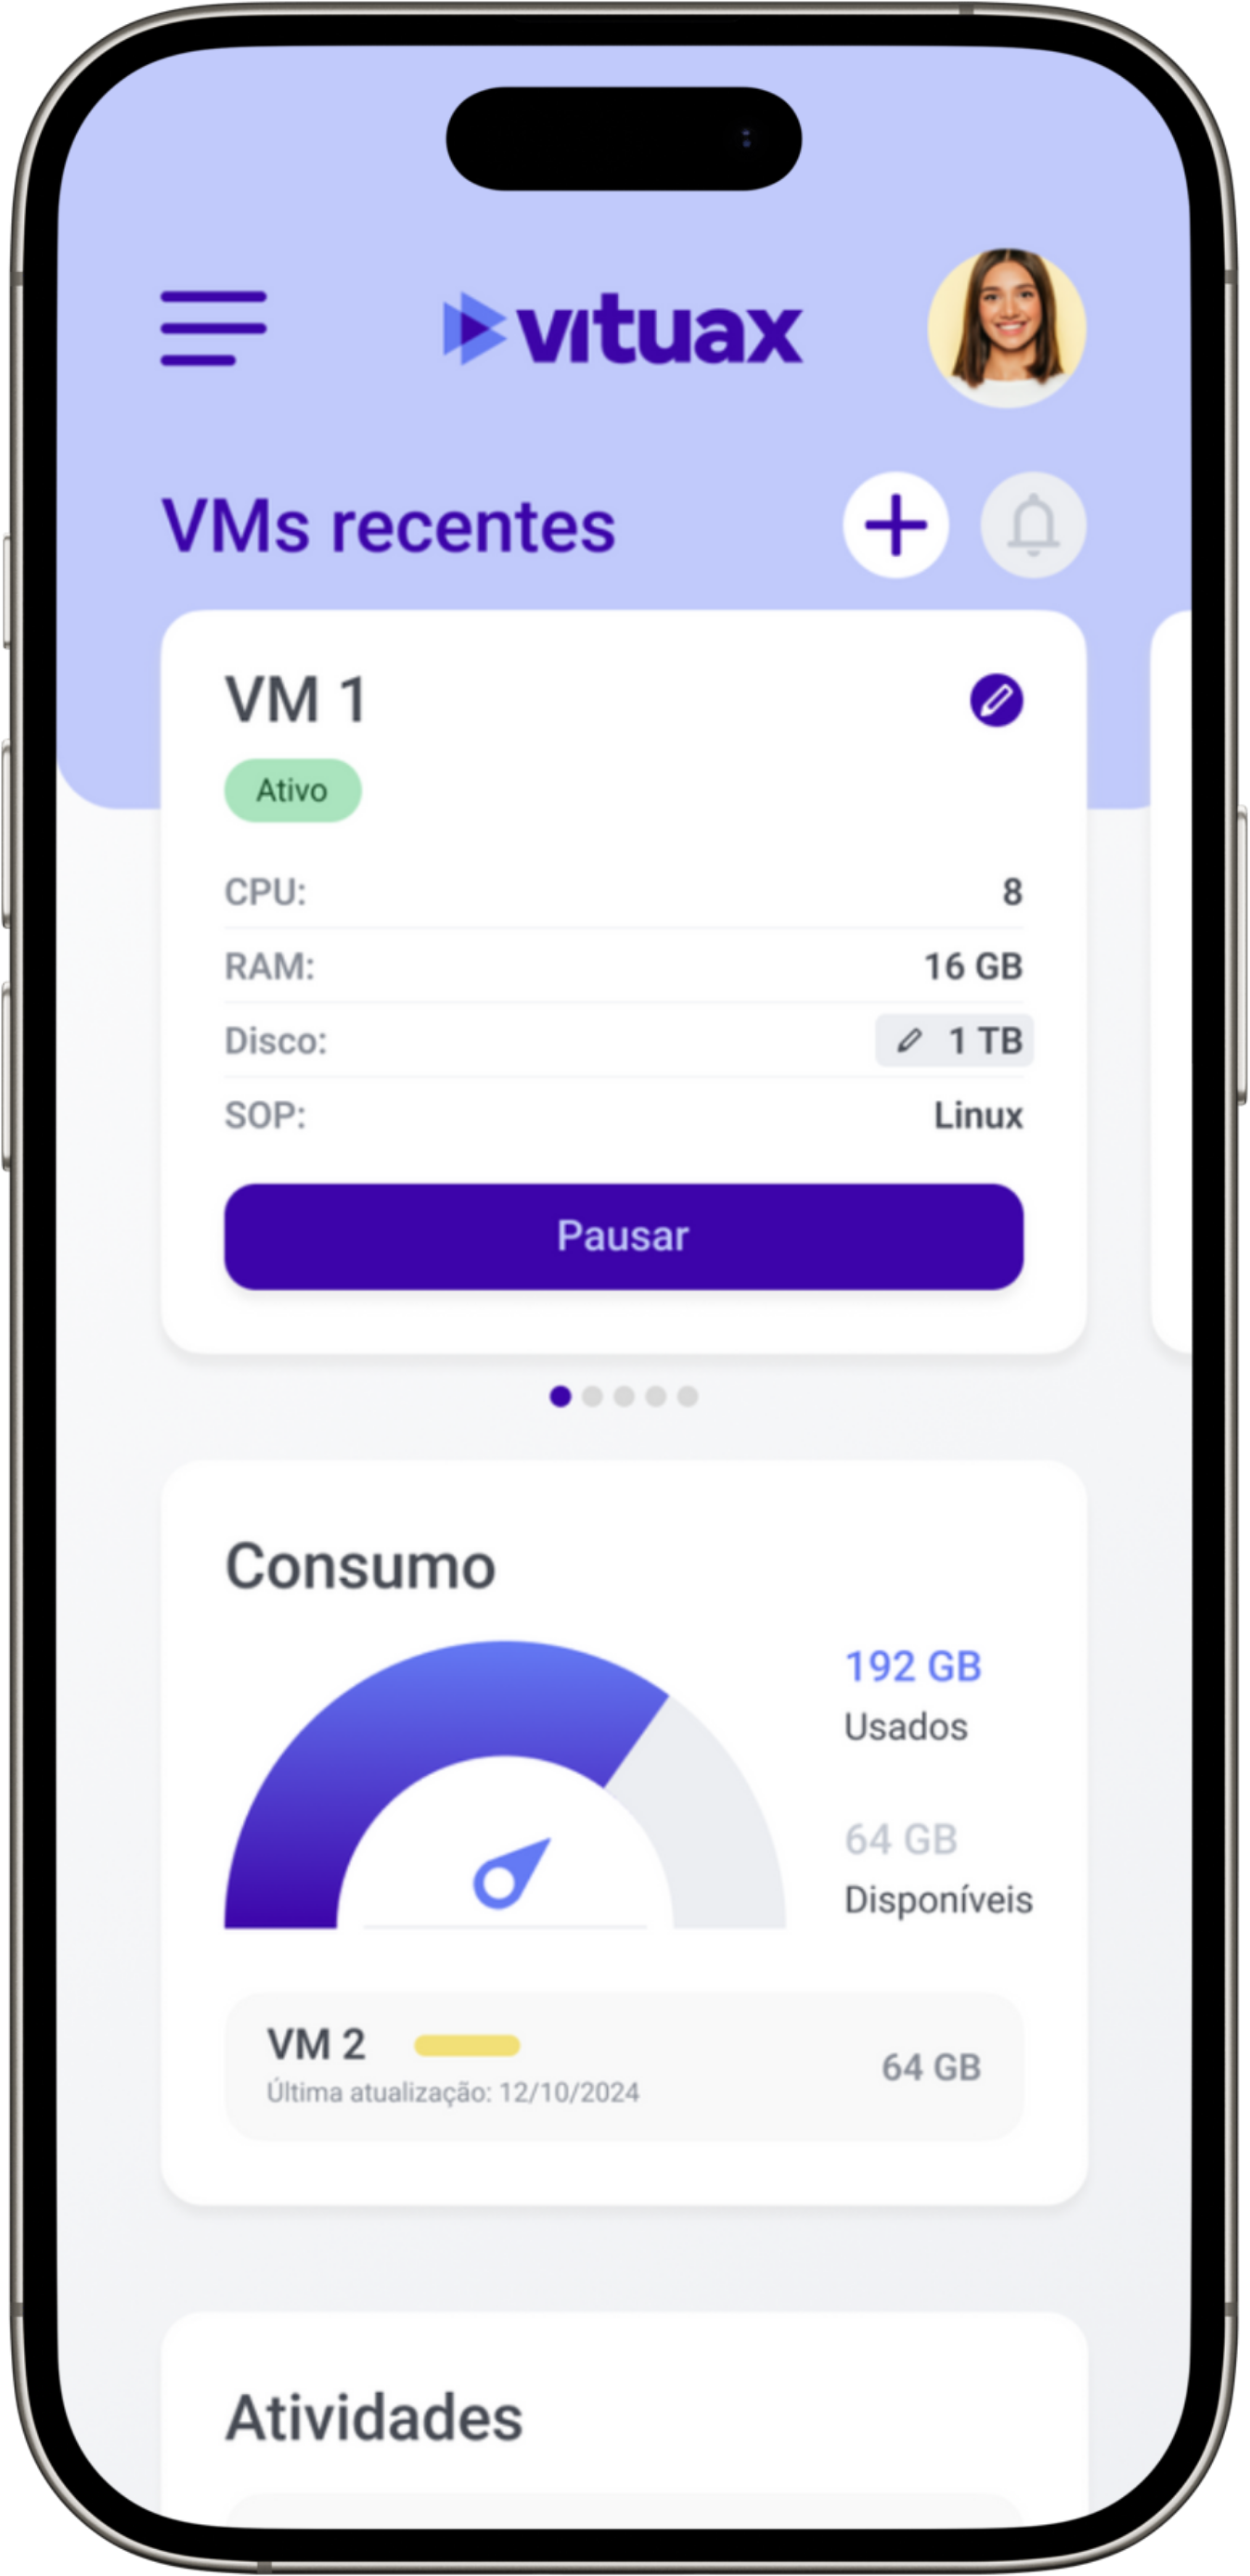 vituax
VMs recentes
VM 1
Ativo
CPU: 8
RAM: 16 GB
Disco: 1 TB
SOP: Linux
Pausar
Consumo
192 GB
Usados
64 GB
Disponíveis
VM 2
Última atualização: 12/10/2024
64 GB
Atividades